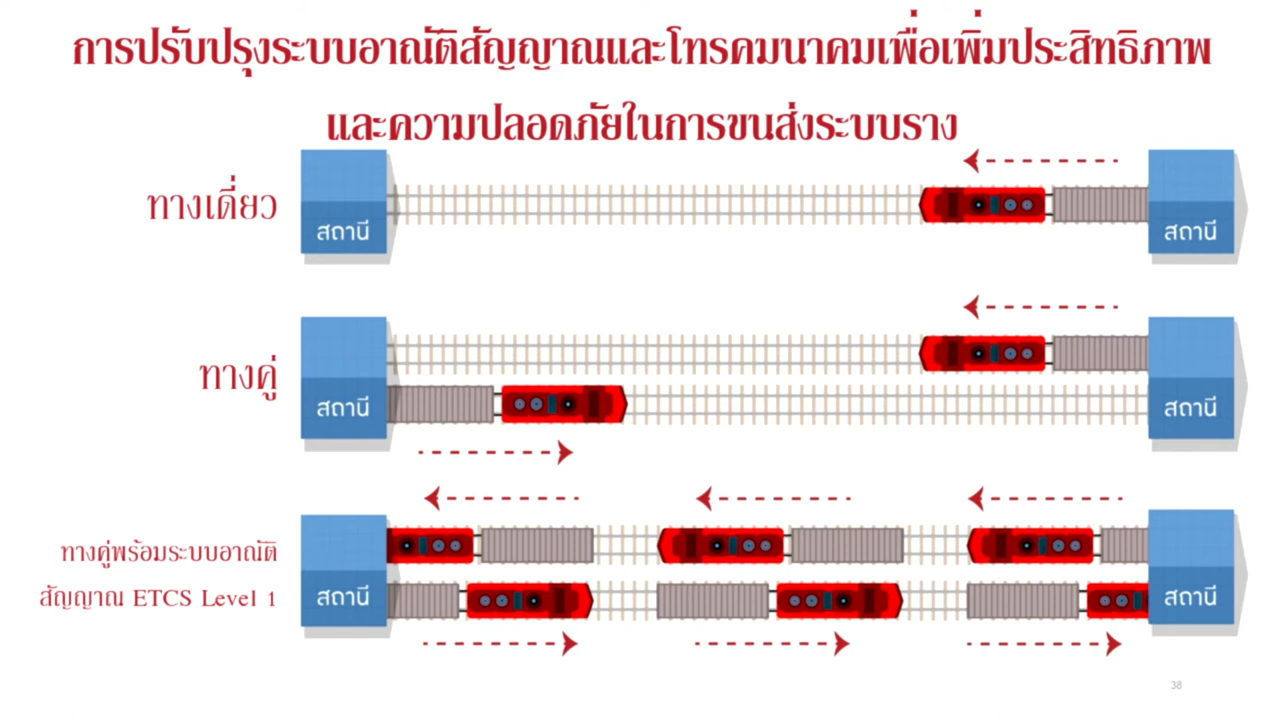 การปรับปรุงระบบอาณัติสัญญาณและโทรคมนาคมเพื่อเพิ่มประสิทธิภาพ
และความปลอดภัยในการขนส่งระบบราง
ทางเดี่ยว
สถานี
สถานี
ทางคู่
สถานี
สถานี
ทางคู่พร้อมระบบอาณัติ
สัญญาณ ETCS Level 1
สถานี
สถานี
38